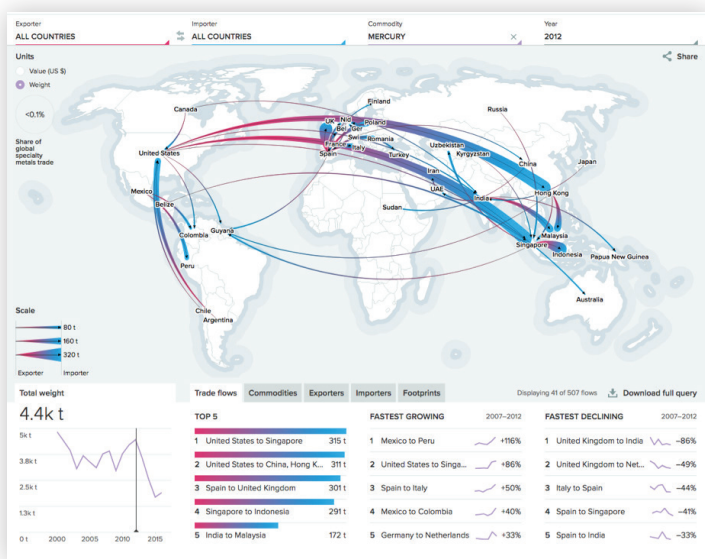 Exporter
ALL COUNTRIES
Importer
ALL COUNTRIES
Commodity
MERCURY
Year
2012
Units
Value (US $)
Weight
<0.1%
Share of
global
specialty
metals trade
Share
Canada
United States
Mexico
Belize
Colombia
Guyana
Peru
Chile
Argentina
Finland
UK
Nld
Poland
Bel
Ger
Swi
Romania
France
Italy
Spain
Turkey
Russia
Uzbekistan
Kyrgyzstan
China
Japan
Iran
UAE
India
Hong Kong
Sudan
Malaysia
Singapore
Indonesia
Papua New Guinea
Australia
Scale
80 t
160 t
320 t
Exporter
Importer
Total weight
4.4k t
5k t
3.8k t
2.5k t
1.3k t
0 t
2000
2005
2010
2015
Trade flows
Commodities
Exporters
Importers
Footprints
Displaying 41 of 507 flows
Download full query
TOP 5
1 United States to Singapore 315 t
2 United States to China, Hong K... 311 t
3 Spain to United Kingdom 301 t
4 Singapore to Indonesia 291 t
5 India to Malaysia 172 t
FASTEST GROWING 2007–2012
1 Mexico to Peru +116%
2 United States to Singa... +86%
3 Spain to Italy +50%
4 Mexico to Colombia +40%
5 Germany to Netherlands +33%
FASTEST DECLINING 2007–2012
1 United Kingdom to India −86%
2 United Kingdom to Net... −49%
3 Italy to Spain −44%
4 Spain to Singapore −41%
5 Spain to India −33%